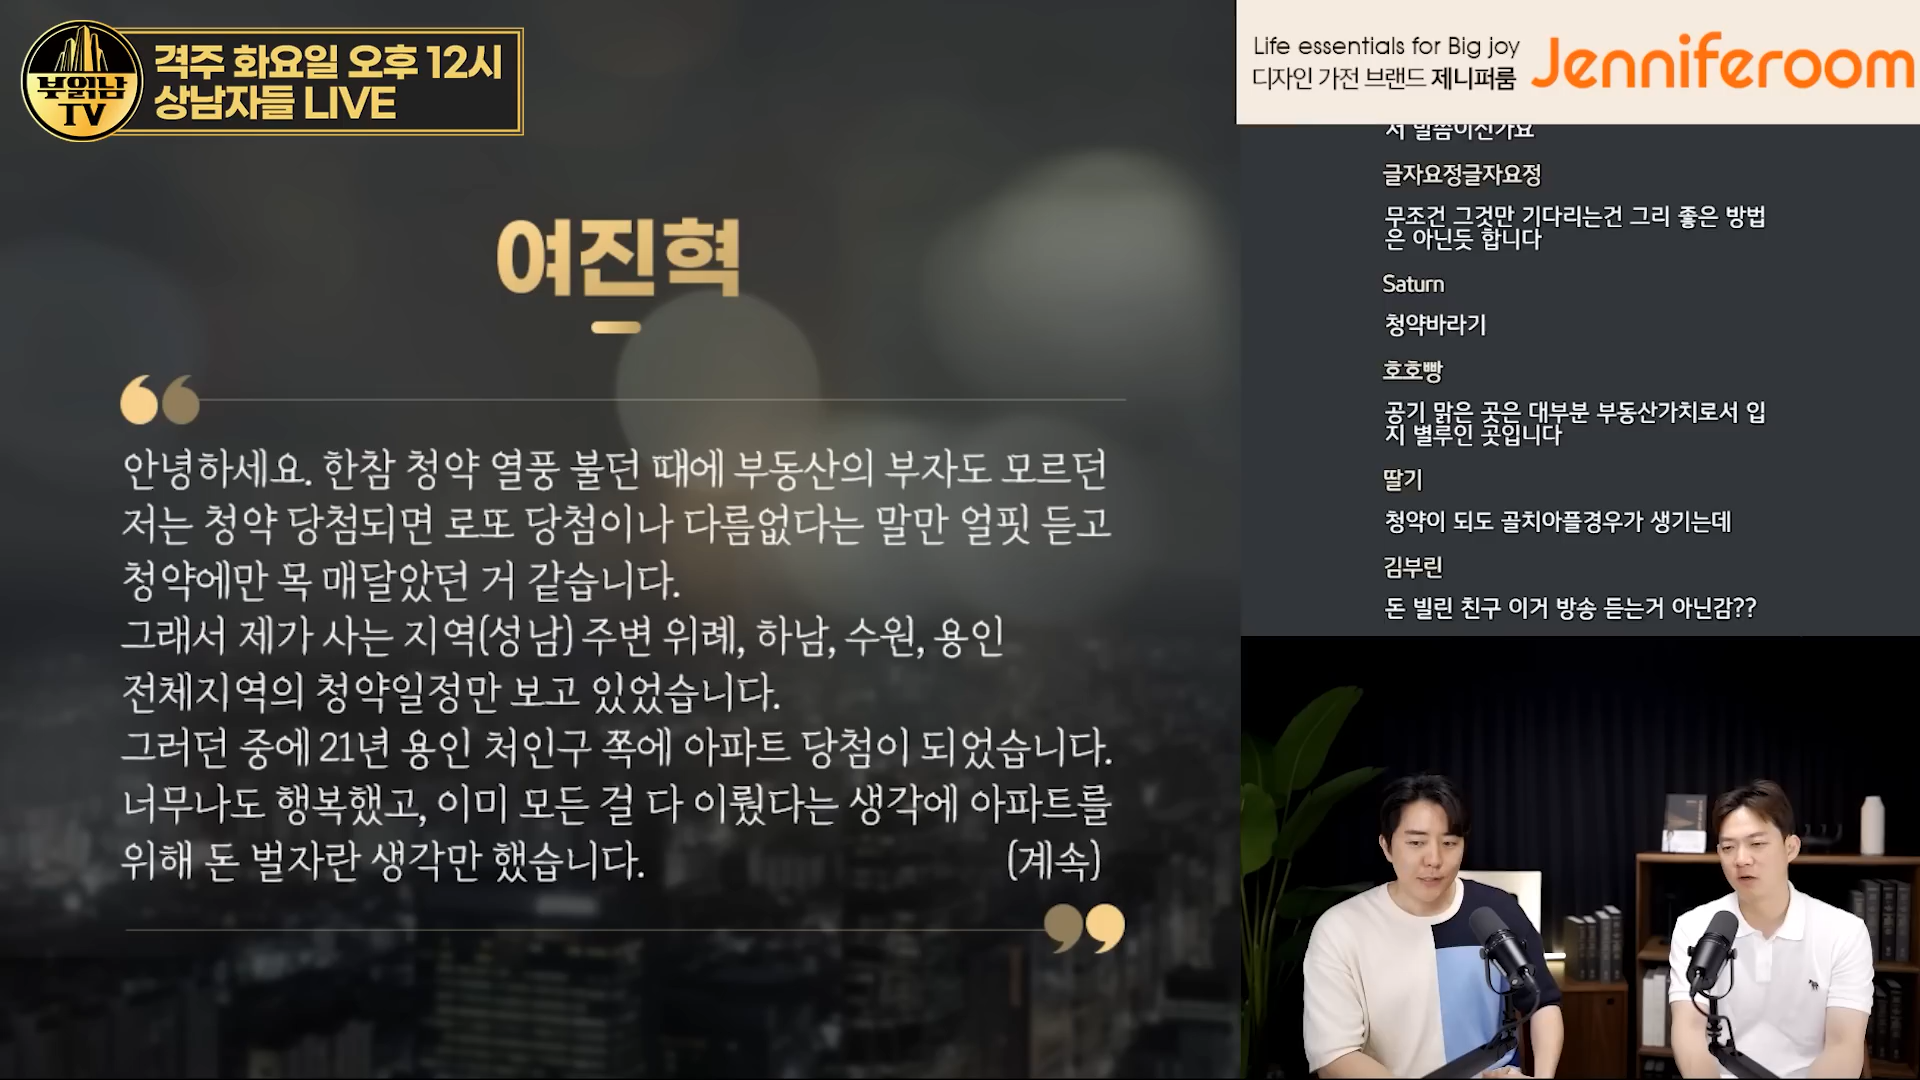 부읽남
TV
격주 화요일 오후 12시
상남자들 LIVE
여진혁
안녕하세요. 한참 청약 열풍 불던 때에 부동산의 부자도 모르던
저는 청약 당첨되면 로또 당첨이나 다름없다는 말만 얼핏 듣고
청약에만 목 매달았던 거 같습니다.
그래서 제가 사는 지역(성남) 주변 위례, 하남, 수원, 용인
전체지역의 청약일정만 보고 있었습니다.
그러던 중에 21년 용인 처인구 쪽에 아파트 당첨이 되었습니다.
너무나도 행복했고, 이미 모든 걸 다 이뤘다는 생각에 아파트를
위해 돈 벌자란 생각만 했습니다. (계속)
Life essentials for Big joy
디자인 가전 브랜드 제니퍼룸
Jenniferoom
저 말씀이신가요
글자요정글자요정
무조건 그것만 기다리는건 그리 좋은 방법
은 아닌듯 합니다
Saturn
청약바라기
호호빵
공기 맑은 곳은 대부분 부동산가치로서 입
지 별루인 곳입니다
딸기
청약이 되도 골치아플경우가 생기는데
김부린
돈 빌린 친구 이거 방송 듣는거 아닌감??